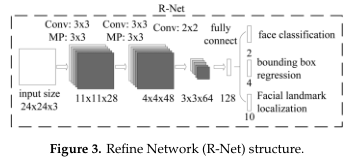 R-Net
Conv: 3x3
MP: 3x3
Conv: 3x3
MP: 3x3
Conv: 2x2
fully
connect
face classification
2
bounding box
regression
4
Facial landmark
localization
10
input size
24x24x3
11x11x28
4x4x48
3x3x64
128
Figure 3. Refine Network (R-Net) structure.